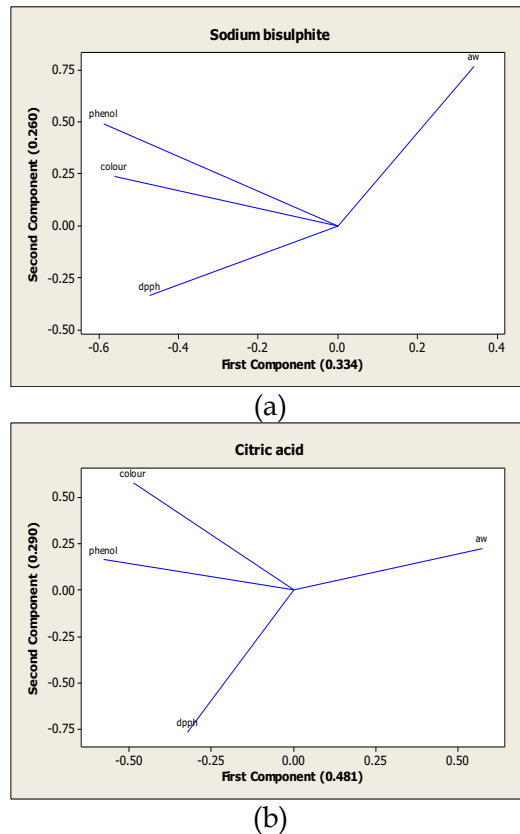 Sodium bisulphite
aw
0.75
phenol
0.50
colour
0.25
0.00
dpph
-0.25
-0.50
Second Component (0.260)
-0.6 -0.4 -0.2 0.0 0.2 0.4
First Component (0.334)
(a)
Citric acid
colour
0.50
aw
0.25
phenol
0.00
-0.25
-0.50
dpph
-0.75
Second Component (0.290)
-0.50 -0.25 0.00 0.25 0.50
First Component (0.481)
(b)